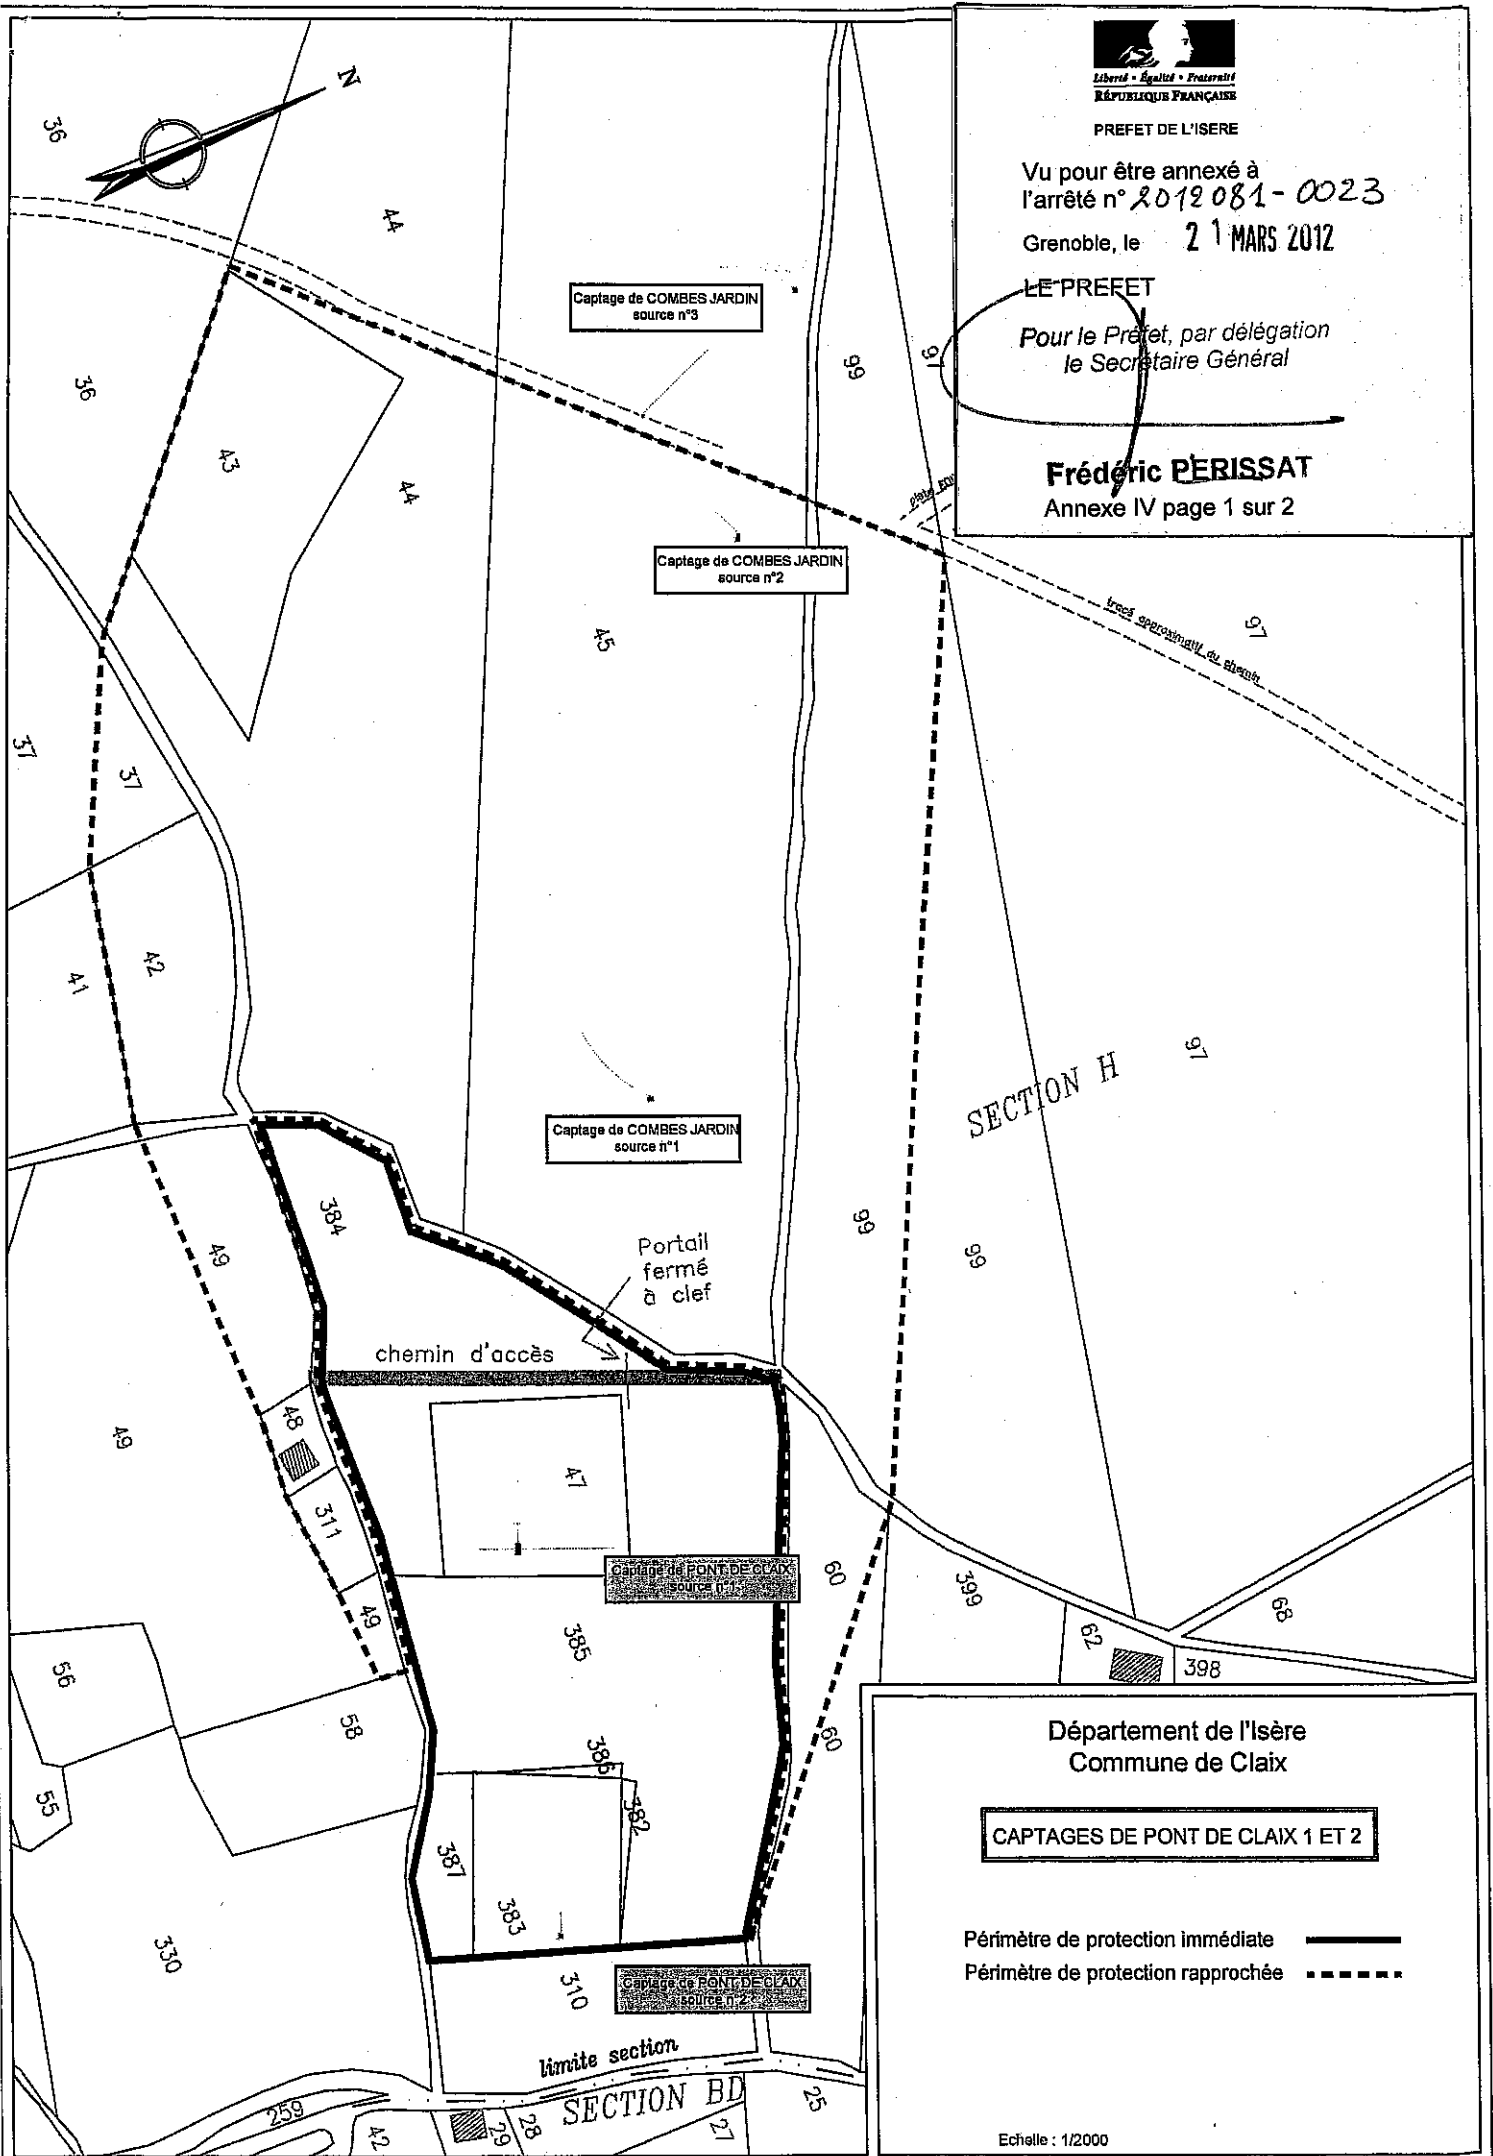 Liberté • Égalité • Fraternité
RÉPUBLIQUE FRANÇAISE
PREFET DE L'ISERE
Vu pour être annexé à
l'arrêté n° 2012081-0023
Grenoble, le 21 MARS 2012
LE PREFET
Pour le Préfet, par délégation
le Secrétaire Général
Frédéric PERISSAT
Annexe IV page 1 sur 2
N
36
44
Captage de COMBES JARDIN
source n°3
99
91
36
43
44
piste
Captage de COMBES JARDIN
source n°2
tracé approximatif du chemin
97
45
37
37
42
41
97
SECTION H
Captage de COMBES JARDIN
source n°1
384
49
99
99
Portail
fermé
à clef
chemin d'accès
48
49
47
311
Captage de PONT DE CLAIX
source n°1
60
399
68
49
62
398
385
56
58
60
386
382
55
387
383
330
310
Captage de PONT DE CLAIX
source n°2
limite section
SECTION BD
259
42
29
28
27
25
Département de l'Isère
Commune de Claix
CAPTAGES DE PONT DE CLAIX 1 ET 2
Périmètre de protection immédiate
Périmètre de protection rapprochée
Echelle : 1/2000